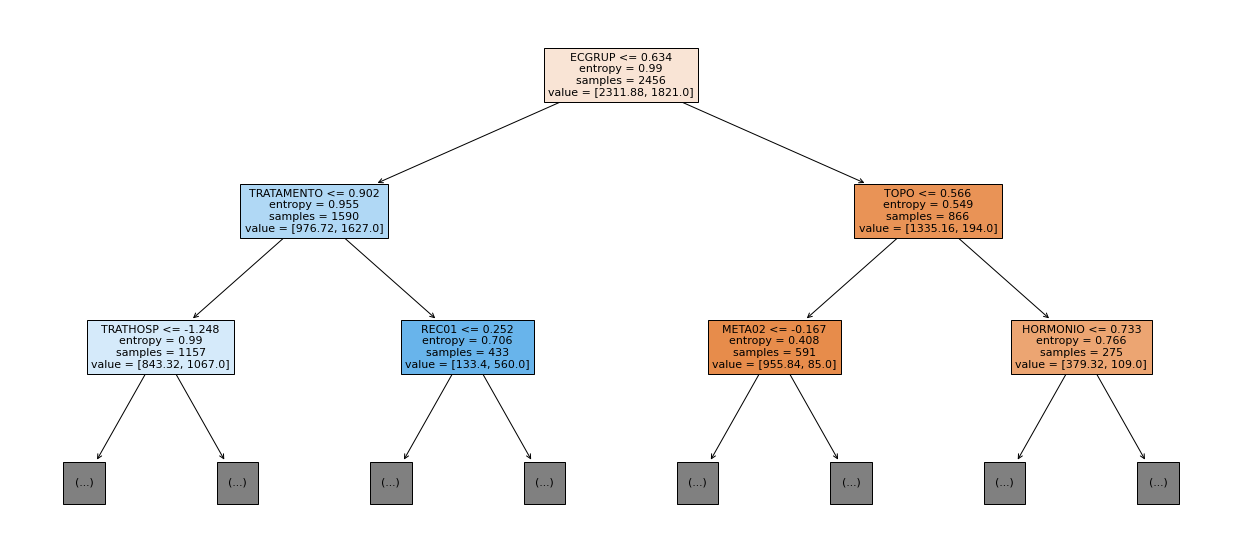 ECGRUP <= 0.634
entropy = 0.99
samples = 2456
value = [2311.88, 1821.0]
TRATAMENTO <= 0.902
entropy = 0.955
samples = 1590
value = [976.72, 1627.0]
TOPO <= 0.566
entropy = 0.549
samples = 866
value = [1335.16, 194.0]
TRATHOSP <= -1.248
entropy = 0.99
samples = 1157
value = [843.32, 1067.0]
REC01 <= 0.252
entropy = 0.706
samples = 433
value = [133.4, 560.0]
META02 <= -0.167
entropy = 0.408
samples = 591
value = [955.84, 85.0]
HORMONIO <= 0.733
entropy = 0.766
samples = 275
value = [379.32, 109.0]
(...)
(...)
(...)
(...)
(...)
(...)
(...)
(...)